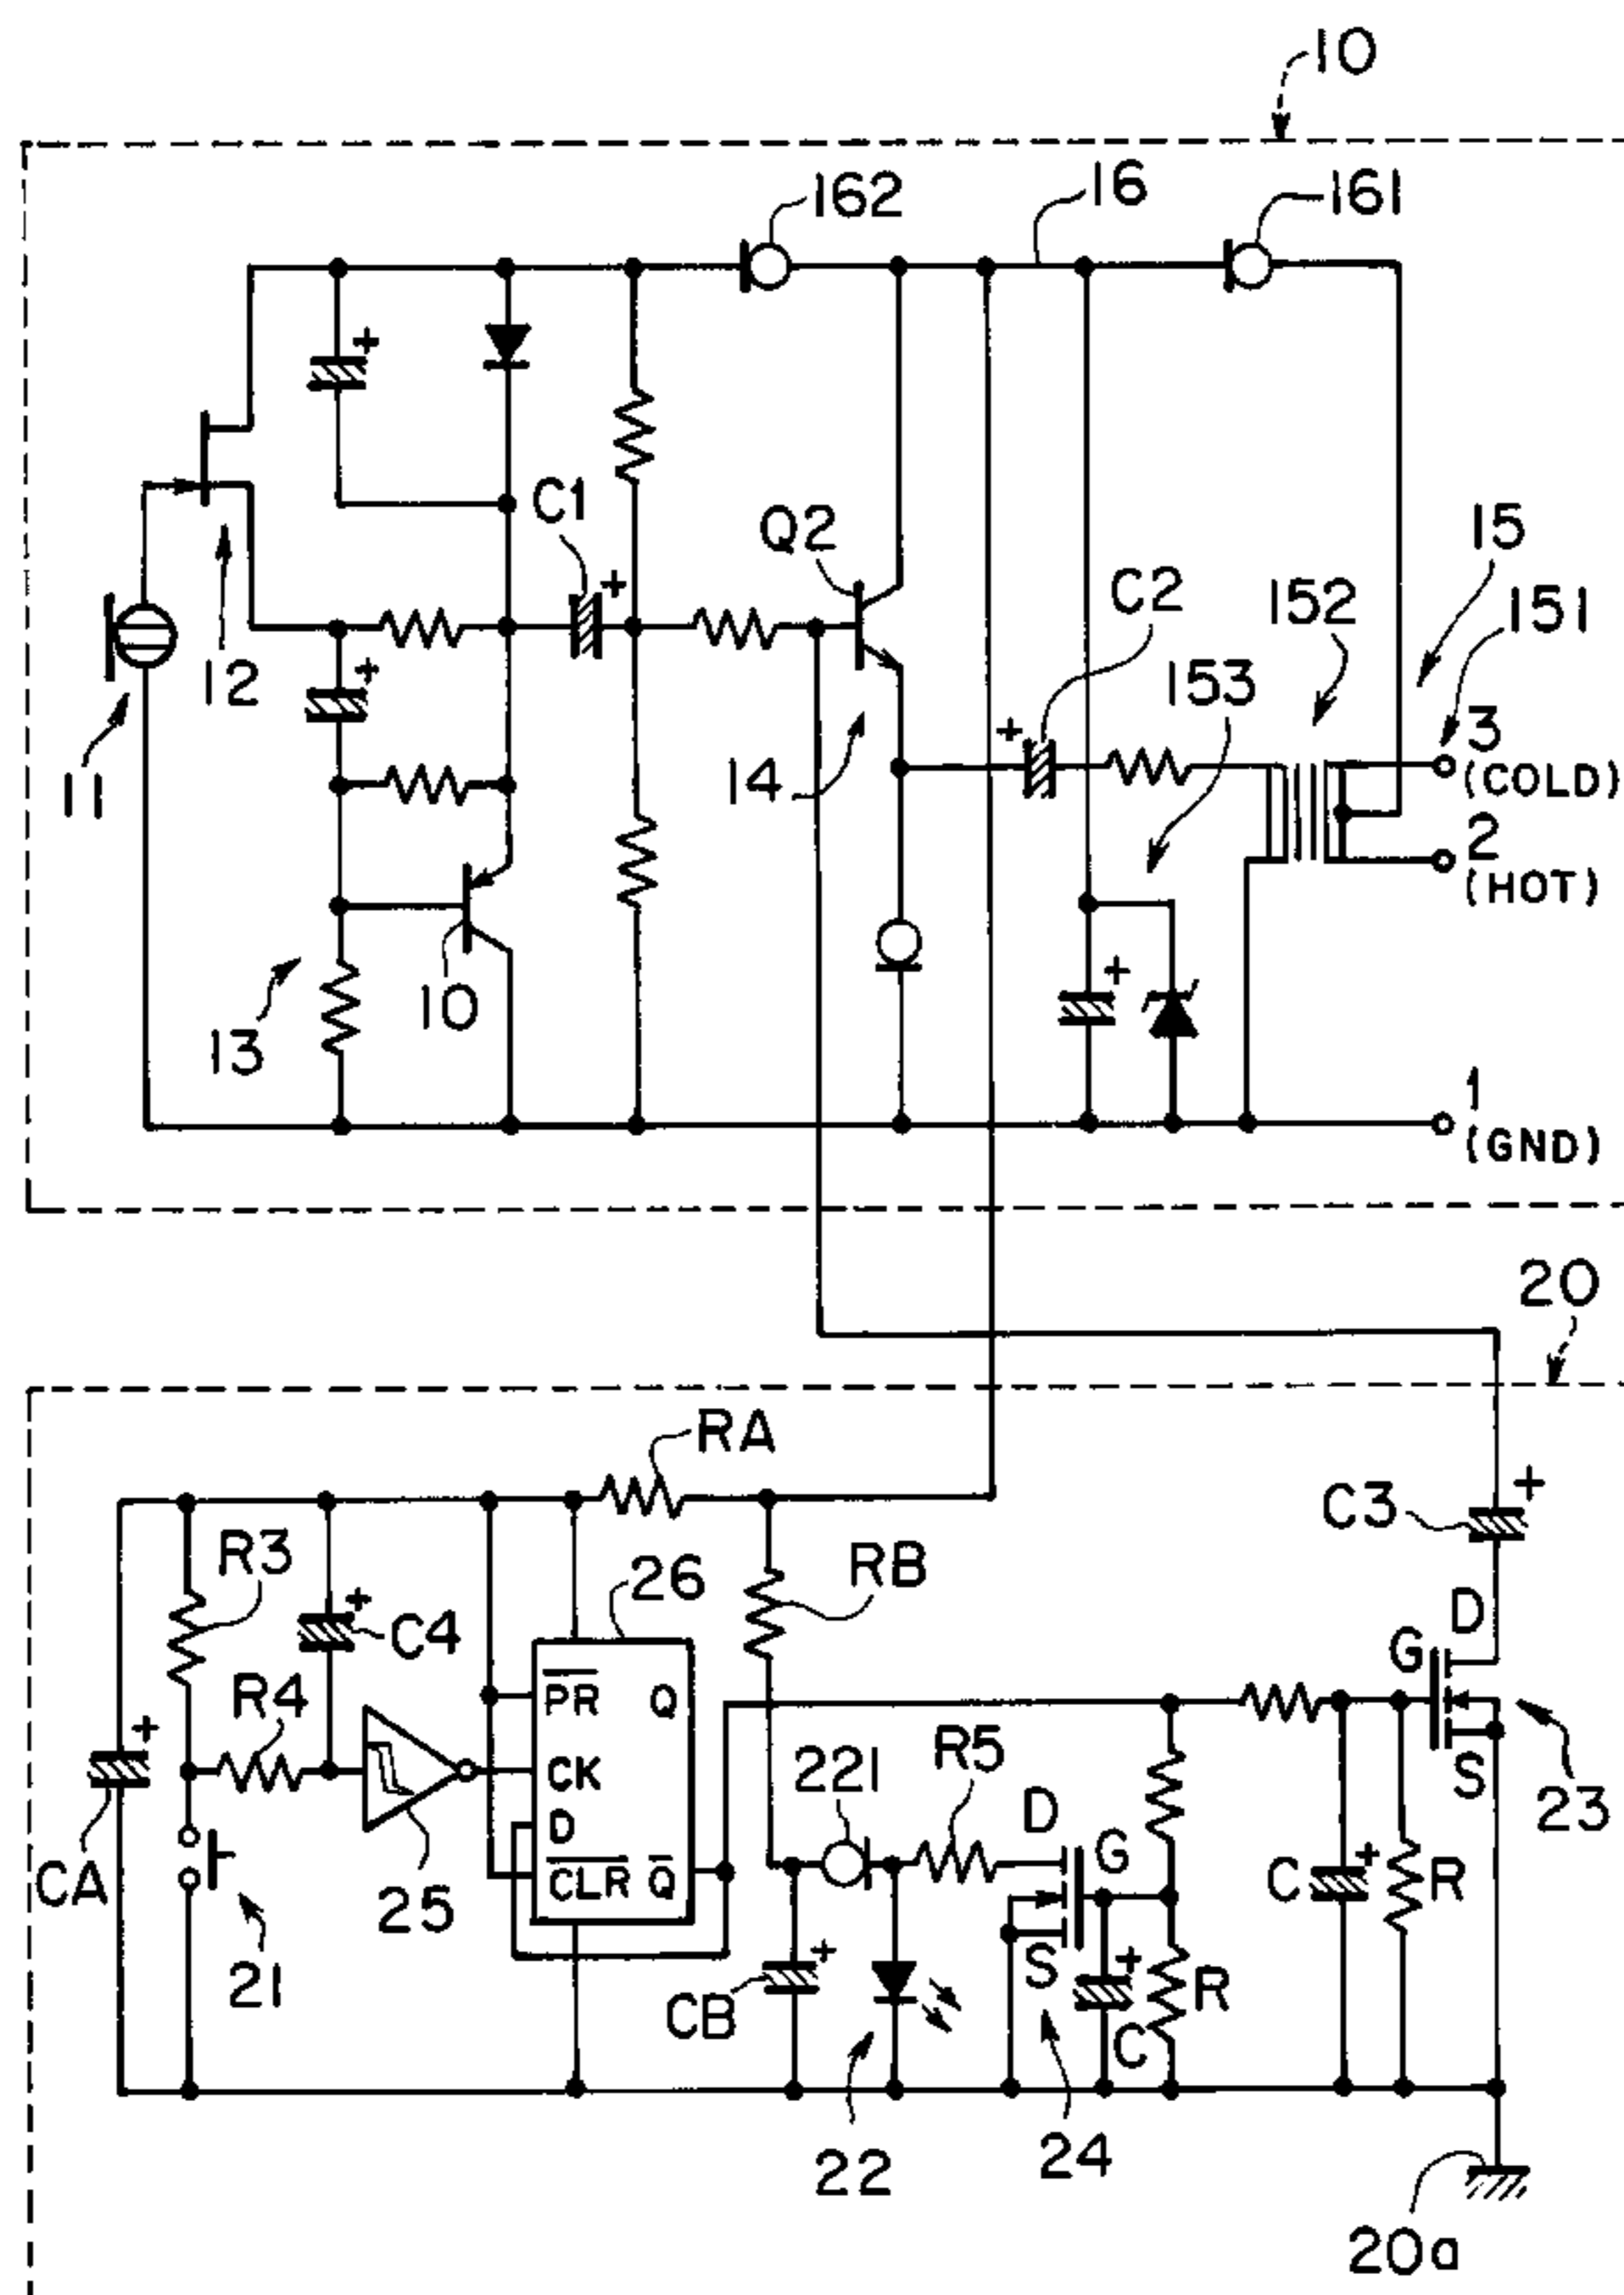 10
162
16
161
+
C1
+
Q2
15
C2
152
151
12
+
153
3
(COLD)
11
14
+
2
(HOT)
10
+
13
1
(GND)
20
RA
C3
+
R3
26
RB
+
C4
D
G
R4
PR Q
+
221
R5
S
CK
D
D
G
23
CA
CLR Q
C
+
R
25
21
+
S
+
R
CB
C
22
24
20a